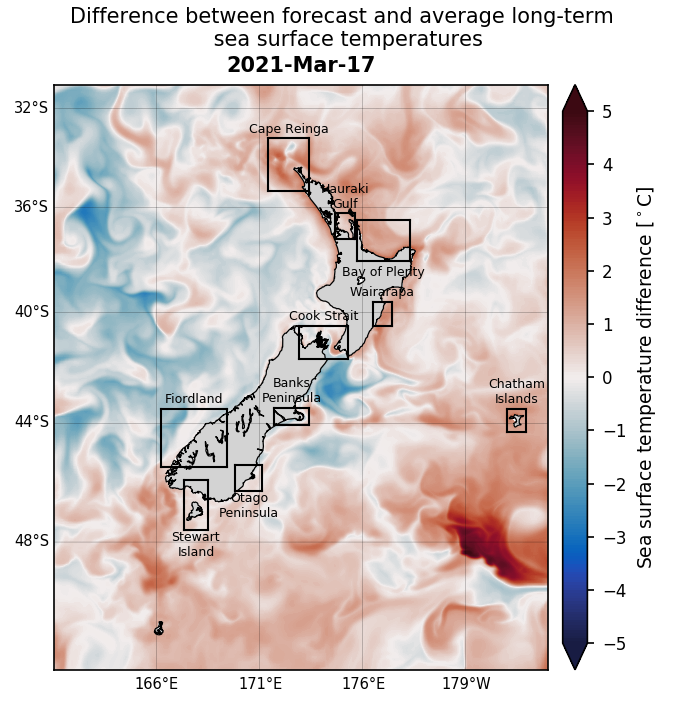 Difference between forecast and average long-term
sea surface temperatures
2021-Mar-17
32°S
36°S
40°S
44°S
48°S
166°E
171°E
176°E
179°W
Cape Reinga
Hauraki
Gulf
Bay of Plenty
Wairarapa
Cook Strait
Banks
Peninsula
Chatham
Islands
Fiordland
Otago
Peninsula
Stewart
Island
5
4
3
2
1
0
−1
−2
−3
−4
−5
Sea surface temperature difference [°C]